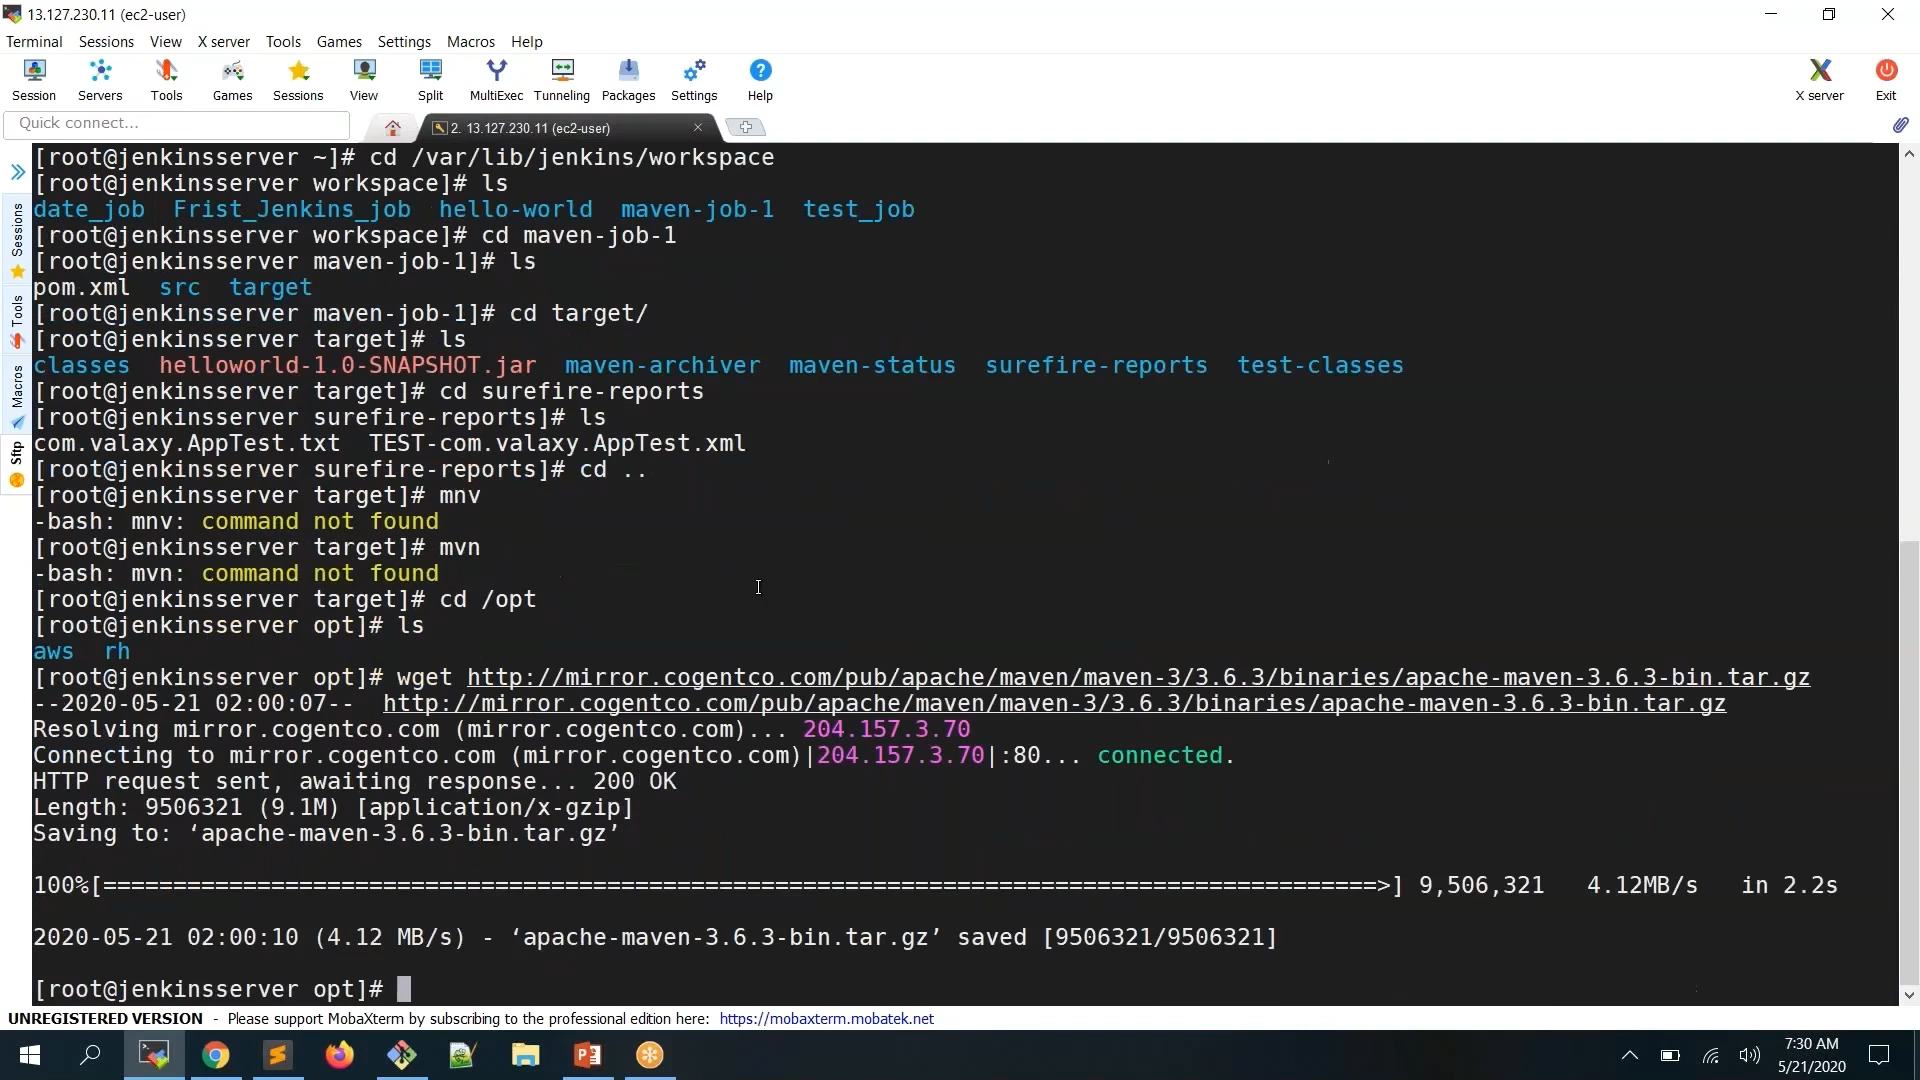 13.127.230.11 (ec2-user)
Terminal Sessions View X server Tools Games Settings Macros Help
Session Servers Tools Games Sessions View Split MultiExec Tunneling Packages Settings Help X server Exit
Quick connect...
2. 13.127.230.11 (ec2-user)
Sessions
Tools
Macros
Sftp
[root@jenkinsserver ~]# cd /var/lib/jenkins/workspace
[root@jenkinsserver workspace]# ls
date_job  Frist_Jenkins_job  hello-world  maven-job-1  test_job
[root@jenkinsserver workspace]# cd maven-job-1
[root@jenkinsserver maven-job-1]# ls
pom.xml  src  target
[root@jenkinsserver maven-job-1]# cd target/
[root@jenkinsserver target]# ls
classes  helloworld-1.0-SNAPSHOT.jar  maven-archiver  maven-status  surefire-reports  test-classes
[root@jenkinsserver target]# cd surefire-reports
[root@jenkinsserver surefire-reports]# ls
com.valaxy.AppTest.txt  TEST-com.valaxy.AppTest.xml
[root@jenkinsserver surefire-reports]# cd ..
[root@jenkinsserver target]# mnv
-bash: mnv: command not found
[root@jenkinsserver target]# mvn
-bash: mvn: command not found
[root@jenkinsserver target]# cd /opt
[root@jenkinsserver opt]# ls
aws  rh
[root@jenkinsserver opt]# wget http://mirror.cogentco.com/pub/apache/maven/maven-3/3.6.3/binaries/apache-maven-3.6.3-bin.tar.gz
--2020-05-21 02:00:07--  http://mirror.cogentco.com/pub/apache/maven/maven-3/3.6.3/binaries/apache-maven-3.6.3-bin.tar.gz
Resolving mirror.cogentco.com (mirror.cogentco.com)... 204.157.3.70
Connecting to mirror.cogentco.com (mirror.cogentco.com)|204.157.3.70|:80... connected.
HTTP request sent, awaiting response... 200 OK
Length: 9506321 (9.1M) [application/x-gzip]
Saving to: ‘apache-maven-3.6.3-bin.tar.gz’
100%[===========================================================================================>] 9,506,321   4.12MB/s   in 2.2s
2020-05-21 02:00:10 (4.12 MB/s) - ‘apache-maven-3.6.3-bin.tar.gz’ saved [9506321/9506321]
[root@jenkinsserver opt]#
UNREGISTERED VERSION - Please support MobaXterm by subscribing to the professional edition here: https://mobaxterm.mobatek.net
7:30 AM
5/21/2020